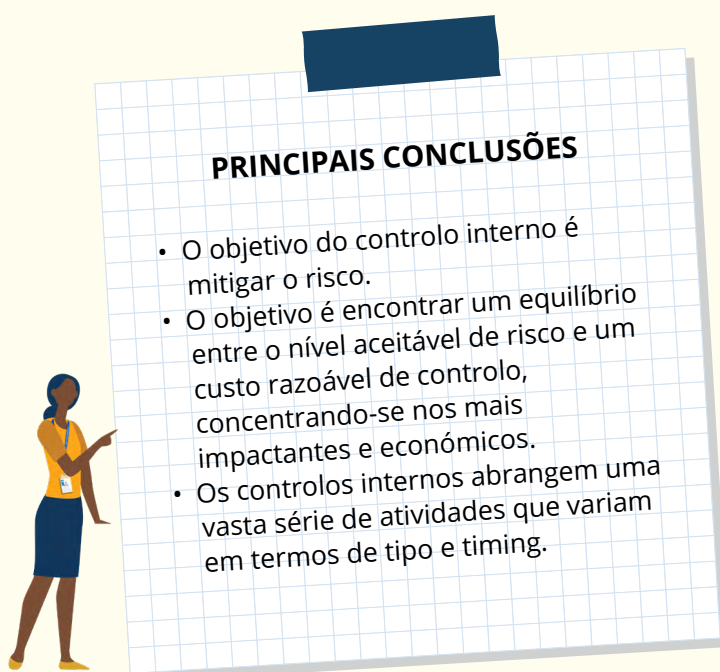 PRINCIPAIS CONCLUSÕES
• O objetivo do controlo interno é
mitigar o risco.
• O objetivo é encontrar um equilíbrio
entre o nível aceitável de risco e um
custo razoável de controlo,
concentrando-se nos mais
impactantes e económicos.
• Os controlos internos abrangem uma
vasta série de atividades que variam
em termos de tipo e timing.